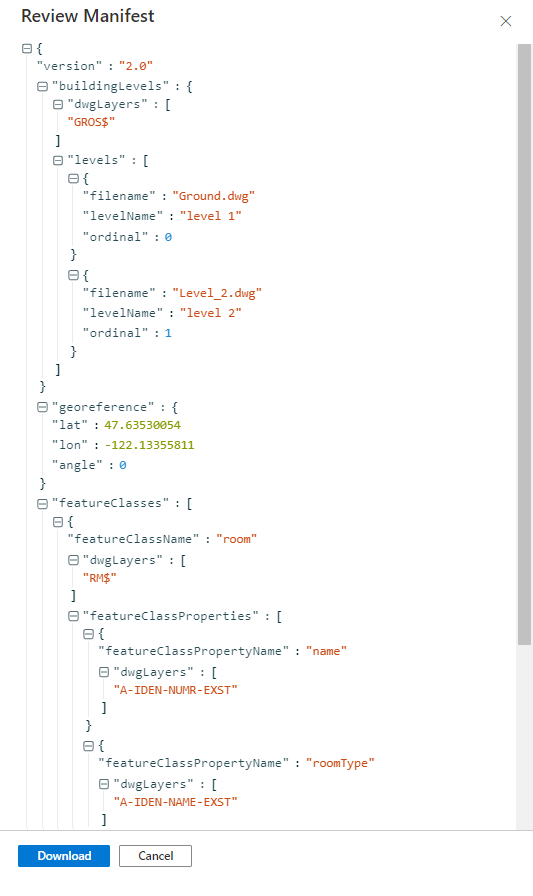 Review Manifest
{
"version" : "2.0"
"buildingLevels" : {
"dwgLayers" : [
"GROS$"
]
"levels" : [
{
"filename" : "Ground.dwg"
"levelName" : "level 1"
"ordinal" : 0
}
{
"filename" : "Level_2.dwg"
"levelName" : "level 2"
"ordinal" : 1
}
]
}
"georeference" : {
"lat" : 47.63530054
"lon" : -122.13355811
"angle" : 0
}
"featureClasses" : [
{
"featureClassName" : "room"
"dwgLayers" : [
"RM$"
]
"featureClassProperties" : [
{
"featureClassPropertyName" : "name"
"dwgLayers" : [
"A-IDEN-NUMR-EXST"
]
}
{
"featureClassPropertyName" : "roomType"
"dwgLayers" : [
"A-IDEN-NAME-EXST"
]
Download Cancel